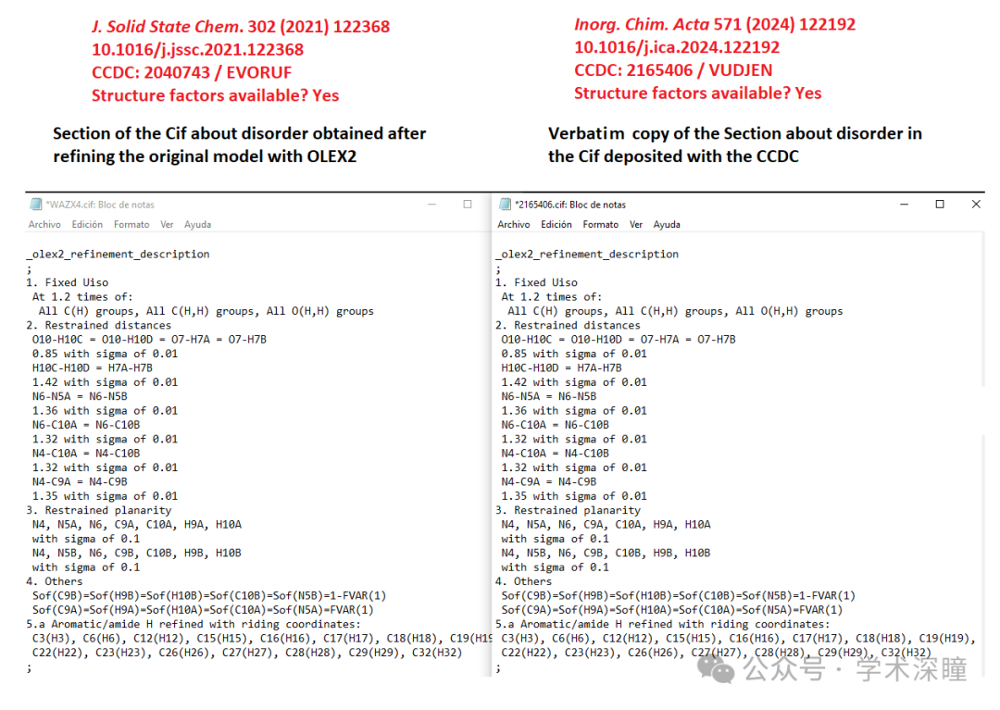 J. Solid State Chem. 302 (2021) 122368
10.1016/j.jssc.2021.122368
CCDC: 2040743 / EVORUF
Structure factors available? Yes
Section of the Cif about disorder obtained after
refining the original model with OLEX2
Inorg. Chim. Acta 571 (2024) 122192
10.1016/j.ica.2024.122192
CCDC: 2165406 / VUDJEN
Structure factors available? Yes
Verbatim copy of the Section about disorder in
the Cif deposited with the CCDC
*WAZX4.cif: Bloc de notas
Archivo Edición Formato Ver Ayuda
_olex2_refinement_description
;
1. Fixed Uiso
At 1.2 times of:
All C(H) groups, All C(H,H) groups, All O(H,H) groups
2. Restrained distances
O10-H10C = O10-H10D = O7-H7A = O7-H7B
0.85 with sigma of 0.01
H10C-H10D = H7A-H7B
1.42 with sigma of 0.01
N6-N5A = N6-N5B
1.36 with sigma of 0.01
N6-C10A = N6-C10B
1.32 with sigma of 0.01
N4-C10A = N4-C10B
1.32 with sigma of 0.01
N4-C9A = N4-C9B
1.35 with sigma of 0.01
3. Restrained planarity
N4, N5A, N6, C9A, C10A, H9A, H10A
with sigma of 0.1
N4, N5B, N6, C9B, C10B, H9B, H10B
with sigma of 0.1
4. Others
Sof(C9B)=Sof(H9B)=Sof(H10B)=Sof(C10B)=Sof(N5B)=1-FVAR(1)
Sof(C9A)=Sof(H9A)=Sof(H10A)=Sof(C10A)=Sof(N5A)=FVAR(1)
5.a Aromatic/amide H refined with riding coordinates:
C3(H3), C6(H6), C12(H12), C15(H15), C16(H16), C17(H17), C18(H18), C19(H19
C22(H22), C23(H23), C26(H26), C27(H27), C28(H28), C29(H29), C32(H32)
;
*2165406.cif: Bloc de notas
Archivo Edición Formato Ver Ayuda
_olex2_refinement_description
;
1. Fixed Uiso
At 1.2 times of:
All C(H) groups, All C(H,H) groups, All O(H,H) groups
2. Restrained distances
O10-H10C = O10-H10D = O7-H7A = O7-H7B
0.85 with sigma of 0.01
H10C-H10D = H7A-H7B
1.42 with sigma of 0.01
N6-N5A = N6-N5B
1.36 with sigma of 0.01
N6-C10A = N6-C10B
1.32 with sigma of 0.01
N4-C10A = N4-C10B
1.32 with sigma of 0.01
N4-C9A = N4-C9B
1.35 with sigma of 0.01
3. Restrained planarity
N4, N5A, N6, C9A, C10A, H9A, H10A
with sigma of 0.1
N4, N5B, N6, C9B, C10B, H9B, H10B
with sigma of 0.1
4. Others
Sof(C9B)=Sof(H9B)=Sof(H10B)=Sof(C10B)=Sof(N5B)=1-FVAR(1)
Sof(C9A)=Sof(H9A)=Sof(H10A)=Sof(C10A)=Sof(N5A)=FVAR(1)
5.a Aromatic/amide H refined with riding coordinates:
C3(H3), C6(H6), C12(H12), C15(H15), C16(H16), C17(H17), C18(H18), C19(H19),
C22(H22), C23(H23), C26(H26), C27(H27), C28(H28), C29(H29), C32(H32)
;
公众号 · 学术深瞳